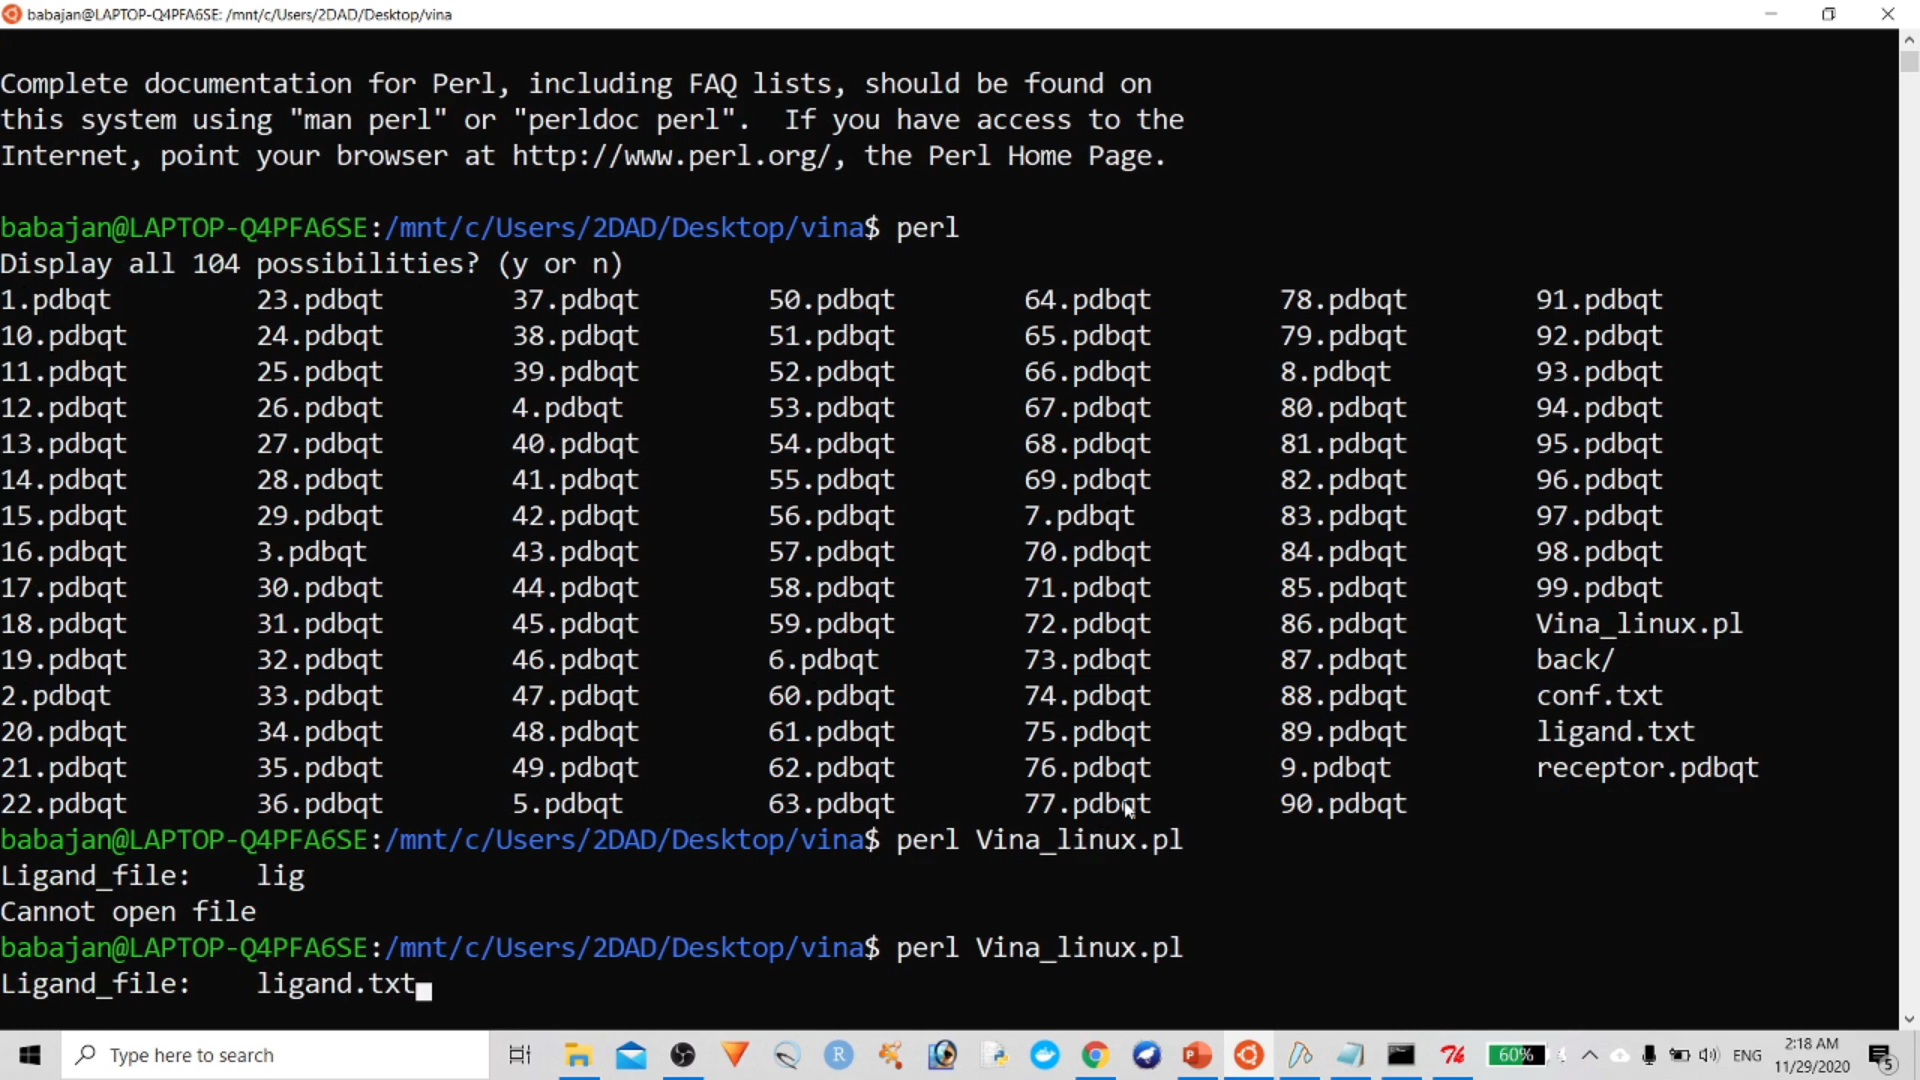 babajan@LAPTOP-Q4PFA6SE: /mnt/c/Users/2DAD/Desktop/vina
Complete documentation for Perl, including FAQ lists, should be found on
this system using "man perl" or "perldoc perl".  If you have access to the
Internet, point your browser at http://www.perl.org/, the Perl Home Page.
babajan@LAPTOP-Q4PFA6SE:/mnt/c/Users/2DAD/Desktop/vina$ perl
Display all 104 possibilities? (y or n)
1.pdbqt 23.pdbqt 37.pdbqt 50.pdbqt 64.pdbqt 78.pdbqt 91.pdbqt
10.pdbqt 24.pdbqt 38.pdbqt 51.pdbqt 65.pdbqt 79.pdbqt 92.pdbqt
11.pdbqt 25.pdbqt 39.pdbqt 52.pdbqt 66.pdbqt 8.pdbqt 93.pdbqt
12.pdbqt 26.pdbqt 4.pdbqt 53.pdbqt 67.pdbqt 80.pdbqt 94.pdbqt
13.pdbqt 27.pdbqt 40.pdbqt 54.pdbqt 68.pdbqt 81.pdbqt 95.pdbqt
14.pdbqt 28.pdbqt 41.pdbqt 55.pdbqt 69.pdbqt 82.pdbqt 96.pdbqt
15.pdbqt 29.pdbqt 42.pdbqt 56.pdbqt 7.pdbqt 83.pdbqt 97.pdbqt
16.pdbqt 3.pdbqt 43.pdbqt 57.pdbqt 70.pdbqt 84.pdbqt 98.pdbqt
17.pdbqt 30.pdbqt 44.pdbqt 58.pdbqt 71.pdbqt 85.pdbqt 99.pdbqt
18.pdbqt 31.pdbqt 45.pdbqt 59.pdbqt 72.pdbqt 86.pdbqt Vina_linux.pl
19.pdbqt 32.pdbqt 46.pdbqt 6.pdbqt 73.pdbqt 87.pdbqt back/
2.pdbqt 33.pdbqt 47.pdbqt 60.pdbqt 74.pdbqt 88.pdbqt conf.txt
20.pdbqt 34.pdbqt 48.pdbqt 61.pdbqt 75.pdbqt 89.pdbqt ligand.txt
21.pdbqt 35.pdbqt 49.pdbqt 62.pdbqt 76.pdbqt 9.pdbqt receptor.pdbqt
22.pdbqt 36.pdbqt 5.pdbqt 63.pdbqt 77.pdbqt 90.pdbqt
babajan@LAPTOP-Q4PFA6SE:/mnt/c/Users/2DAD/Desktop/vina$ perl Vina_linux.pl
Ligand_file:    lig
Cannot open file
babajan@LAPTOP-Q4PFA6SE:/mnt/c/Users/2DAD/Desktop/vina$ perl Vina_linux.pl
Ligand_file:    ligand.txt
Type here to search
R
76
60%
ENG
2:18 AM
11/29/2020
5